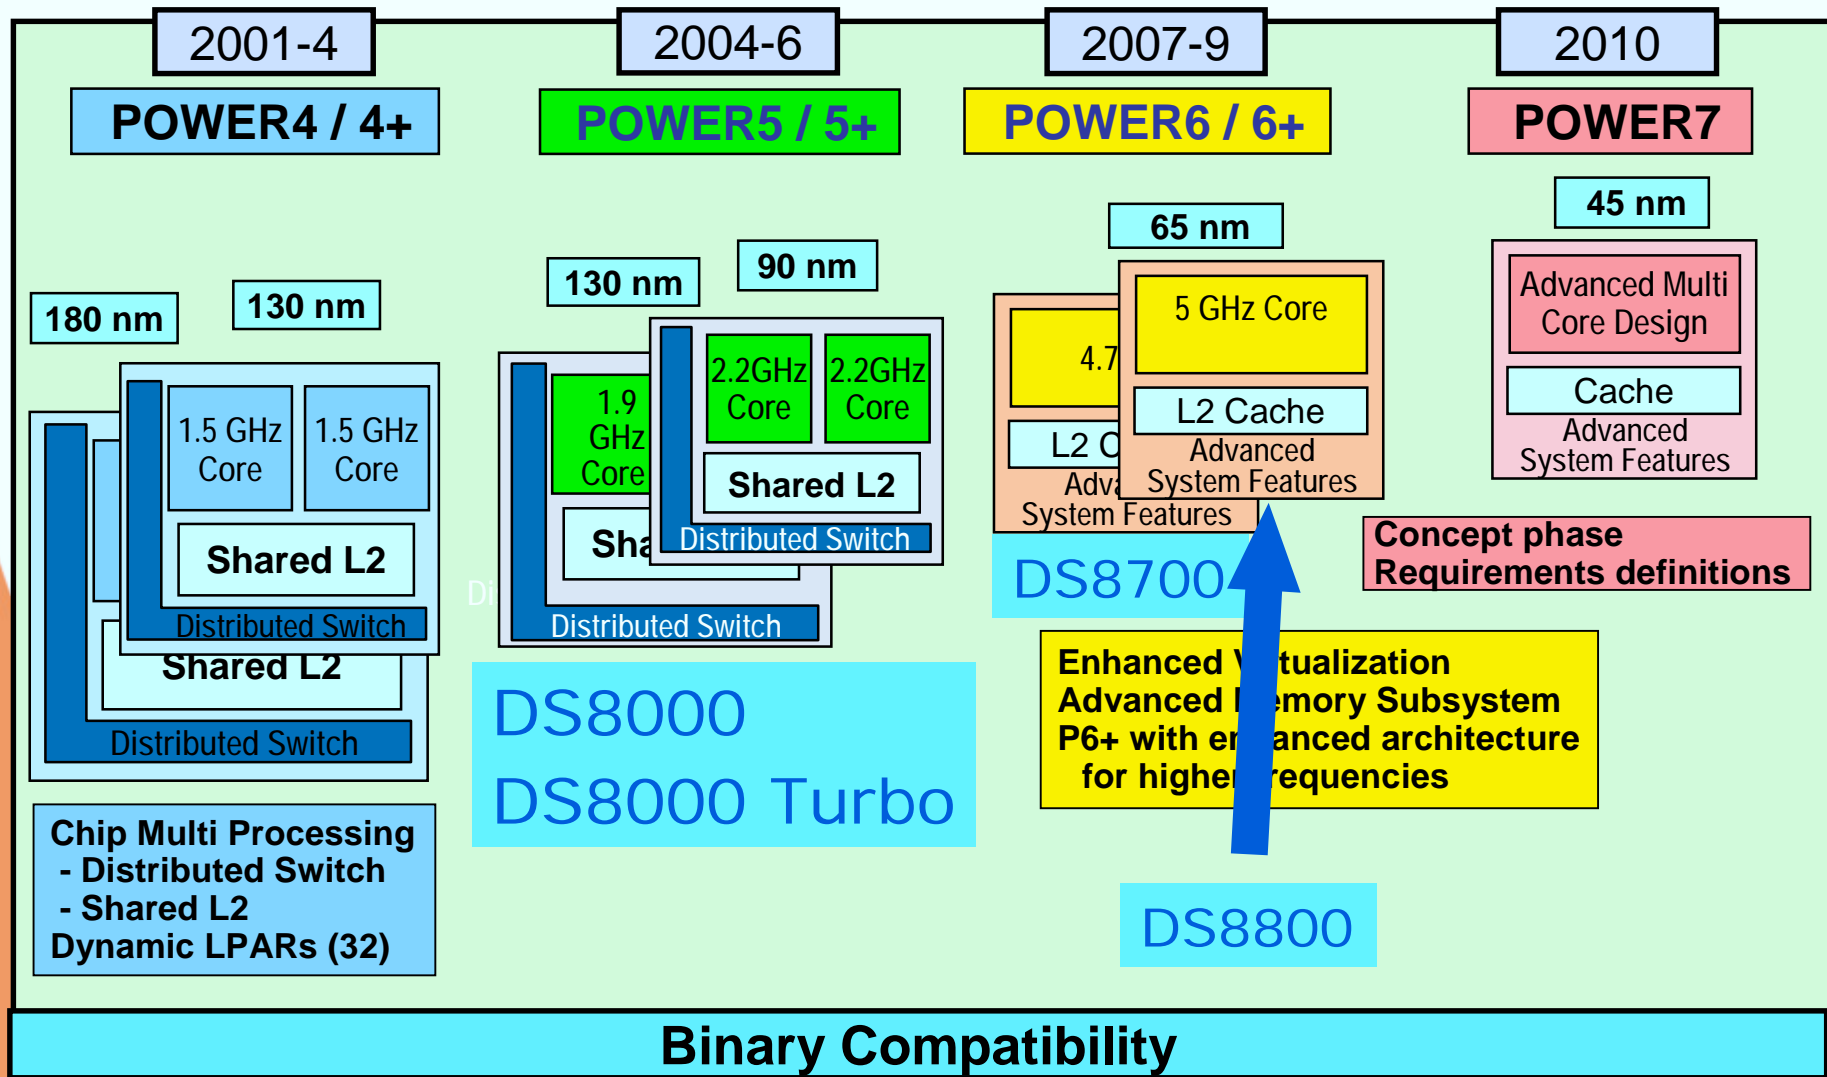 2001-4
2004-6
2007-9
2010
POWER4 / 4+
POWER5 / 5+
POWER6 / 6+
POWER7
180 nm
130 nm
1.5 GHz
Core
1.5 GHz
Core
Shared L2
Distributed Switch
Shared L2
Distributed Switch
Chip Multi Processing
- Distributed Switch
- Shared L2
Dynamic LPARs (32)
130 nm
90 nm
1.9
GHz
Core
2.2GHz
Core
2.2GHz
Core
Shared L2
Distributed Switch
Distributed Switch
DS8000
DS8000 Turbo
65 nm
4.7
5 GHz Core
L2 Cache
Advanced
System Features
L2
System Features
DS8700
Enhanced Virtualization
Advanced Memory Subsystem
P6+ with enhanced architecture
for higher frequencies
DS8800
45 nm
Advanced Multi
Core Design
Cache
Advanced
System Features
Concept phase
Requirements definitions
Binary Compatibility